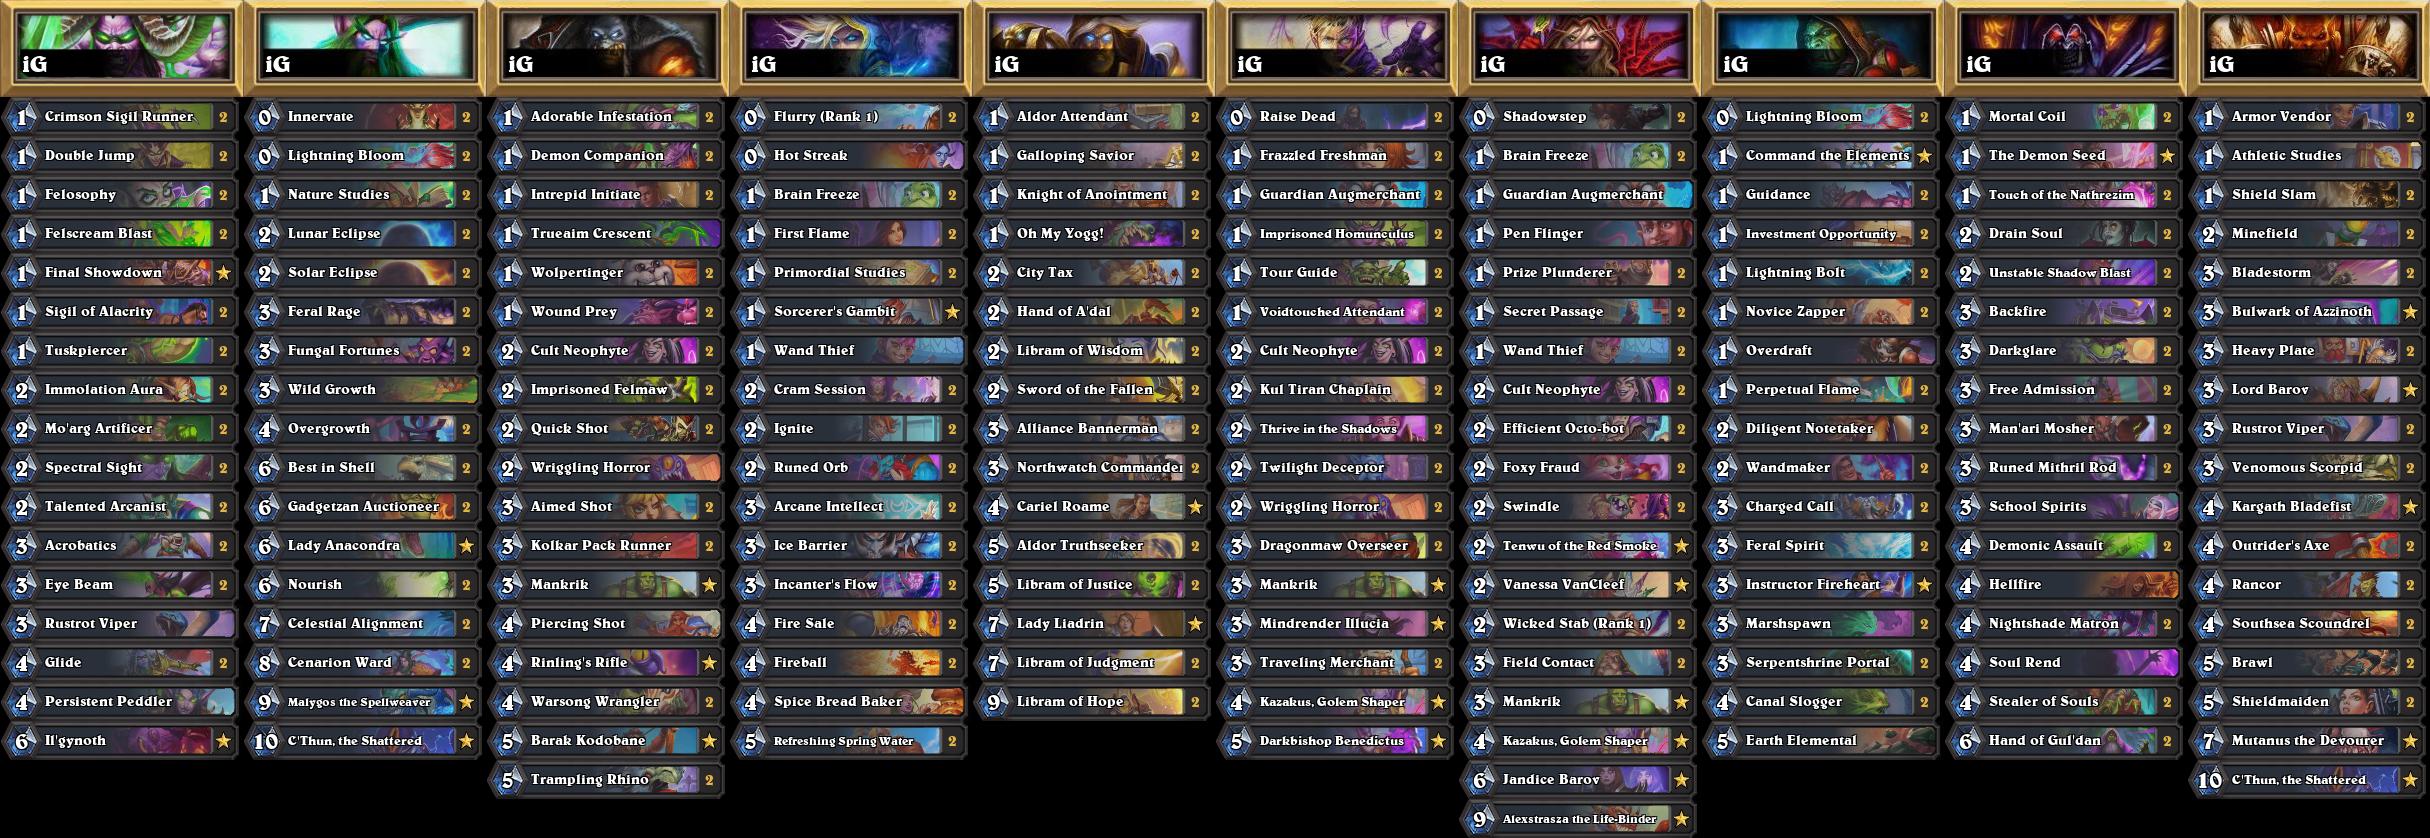 iG
1 Crimson Sigil Runner 2
1 Double Jump 2
1 Felosophy 2
1 Felscream Blast 2
1 Final Showdown
1 Sigil of Alacrity 2
1 Tuskpiercer 2
2 Immolation Aura 2
2 Mo'arg Artificer 2
2 Spectral Sight 2
2 Talented Arcanist 2
3 Acrobatics 2
3 Eye Beam 2
3 Rustrot Viper
4 Glide 2
4 Persistent Peddler
6 Il'gynoth
iG
0 Innervate 2
0 Lightning Bloom 2
1 Nature Studies 2
2 Lunar Eclipse 2
2 Solar Eclipse 2
3 Feral Rage 2
3 Fungal Fortunes 2
3 Wild Growth
4 Overgrowth 2
6 Best in Shell 2
6 Gadgetzan Auctioneer 2
6 Lady Anacondra
6 Nourish 2
7 Celestial Alignment 2
8 Cenarion Ward 2
9 Malygos the Spellweaver
10 C'Thun, the Shattered
iG
1 Adorable Infestation 2
1 Demon Companion 2
1 Intrepid Initiate 2
1 Trueaim Crescent
1 Wolpertinger 2
1 Wound Prey 2
2 Cult Neophyte 2
2 Imprisoned Felmaw 2
2 Quick Shot 2
2 Wriggling Horror
3 Aimed Shot 2
3 Kolkar Pack Runner 2
3 Mankrik
4 Piercing Shot
4 Rinling's Rifle
4 Warsong Wrangler 2
5 Barak Kodobane
5 Trampling Rhino 2
iG
0 Flurry (Rank 1) 2
0 Hot Streak
1 Brain Freeze 2
1 First Flame 2
1 Primordial Studies 2
1 Sorcerer's Gambit
1 Wand Thief
2 Cram Session 2
2 Ignite 2
2 Runed Orb 2
3 Arcane Intellect 2
3 Ice Barrier 2
3 Incanter's Flow 2
4 Fire Sale 2
4 Fireball 2
4 Spice Bread Baker
5 Refreshing Spring Water 2
iG
1 Aldor Attendant 2
1 Galloping Savior 2
1 Knight of Anointment 2
1 Oh My Yogg! 2
2 City Tax 2
2 Hand of A'dal 2
2 Libram of Wisdom 2
2 Sword of the Fallen 2
3 Alliance Bannerman 2
3 Northwatch Commander 2
4 Cariel Roame
5 Aldor Truthseeker 2
5 Libram of Justice 2
7 Lady Liadrin
7 Libram of Judgment 2
9 Libram of Hope 2
iG
0 Raise Dead 2
1 Frazzled Freshman 2
1 Guardian Augmerchant 2
1 Imprisoned Homunculus 2
1 Tour Guide 2
1 Voidtouched Attendant 2
2 Cult Neophyte 2
2 Kul Tiran Chaplain 2
2 Thrive in the Shadows 2
2 Twilight Deceptor 2
2 Wriggling Horror 2
3 Dragonmaw Overseer 2
3 Mankrik
3 Mindrender Illucia
3 Traveling Merchant 2
4 Kazakus, Golem Shaper
5 Darkbishop Benedictus
iG
0 Shadowstep 2
1 Brain Freeze 2
1 Guardian Augmerchant
1 Pen Flinger
1 Prize Plunderer 2
1 Secret Passage 2
1 Wand Thief 2
2 Cult Neophyte 2
2 Efficient Octo-bot 2
2 Foxy Fraud 2
2 Swindle 2
2 Tenwu of the Red Smoke
2 Vanessa VanCleef
2 Wicked Stab (Rank 1) 2
3 Field Contact 2
3 Mankrik
4 Kazakus, Golem Shaper
6 Jandice Barov
9 Alexstrasza the Life-Binder
iG
0 Lightning Bloom 2
1 Command the Elements
1 Guidance 2
1 Investment Opportunity 2
1 Lightning Bolt 2
1 Novice Zapper 2
1 Overdraft
1 Perpetual Flame 2
2 Diligent Notetaker 2
2 Wandmaker 2
3 Charged Call 2
3 Feral Spirit 2
3 Instructor Fireheart
3 Marshspawn 2
3 Serpentshrine Portal 2
4 Canal Slogger 2
5 Earth Elemental
iG
1 Mortal Coil 2
1 The Demon Seed
1 Touch of the Nathrezim 2
2 Drain Soul 2
2 Unstable Shadow Blast 2
3 Backfire 2
3 Darkglare 2
3 Free Admission 2
3 Man'ari Mosher 2
3 Runed Mithril Rod 2
3 School Spirits
4 Demonic Assault 2
4 Hellfire
4 Nightshade Matron 2
4 Soul Rend
4 Stealer of Souls 2
6 Hand of Gul'dan 2
iG
1 Armor Vendor 2
1 Athletic Studies
1 Shield Slam 2
2 Minefield 2
3 Bladestorm 2
3 Bulwark of Azzinoth
3 Heavy Plate 2
3 Lord Barov
3 Rustrot Viper 2
3 Venomous Scorpid 2
4 Kargath Bladefist
4 Outrider's Axe 2
4 Rancor 2
4 Southsea Scoundrel 2
5 Brawl 2
5 Shieldmaiden 2
7 Mutanus the Devourer
10 C'Thun, the Shattered